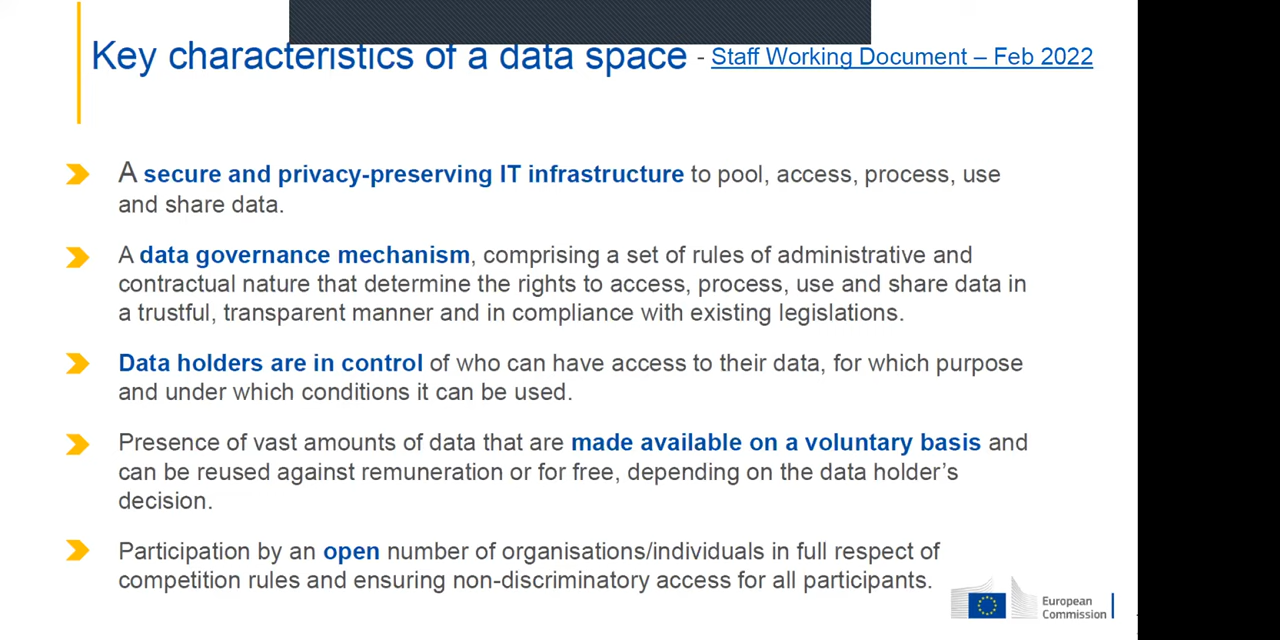 Key characteristics of a data space - Staff Working Document – Feb 2022
A secure and privacy-preserving IT infrastructure to pool, access, process, use
and share data.
A data governance mechanism, comprising a set of rules of administrative and
contractual nature that determine the rights to access, process, use and share data in
a trustful, transparent manner and in compliance with existing legislations.
Data holders are in control of who can have access to their data, for which purpose
and under which conditions it can be used.
Presence of vast amounts of data that are made available on a voluntary basis and
can be reused against remuneration or for free, depending on the data holder’s
decision.
Participation by an open number of organisations/individuals in full respect of
competition rules and ensuring non-discriminatory access for all participants.
European
Commission